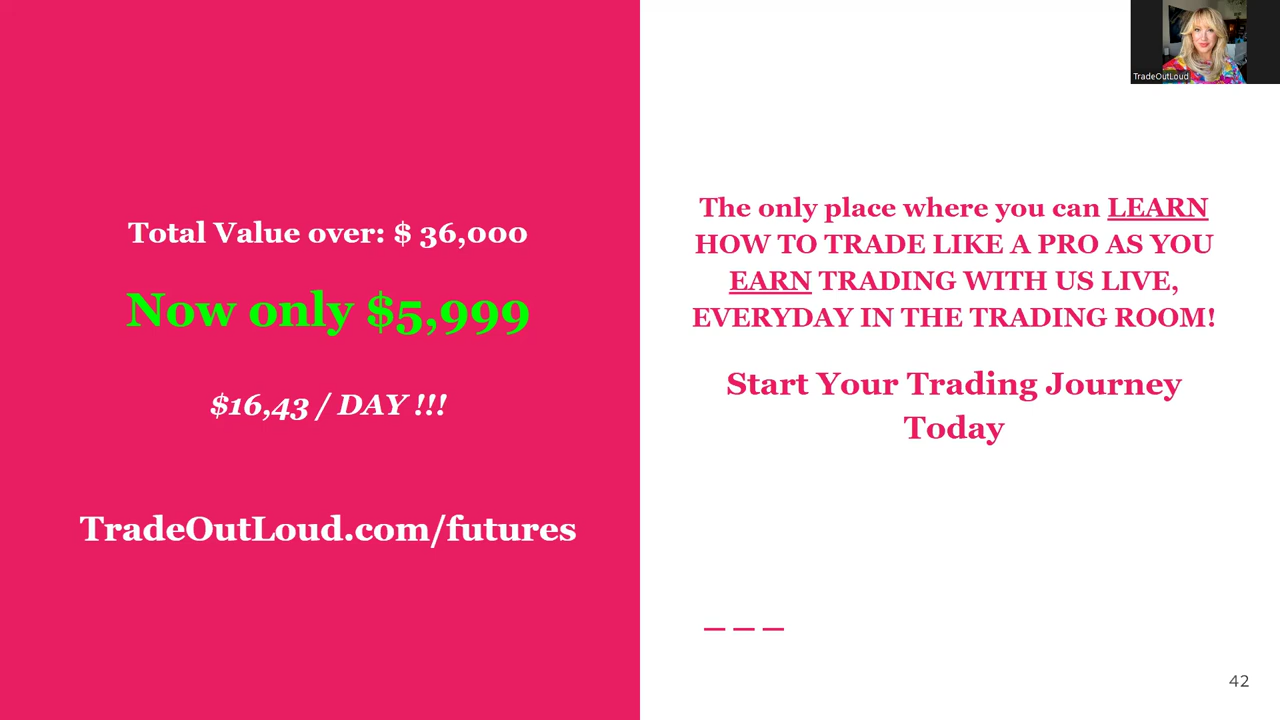 TradeOutLoud
Total Value over: $ 36,000
Now only $5,999
$16,43 / DAY !!!
TradeOutLoud.com/futures
The only place where you can LEARN
HOW TO TRADE LIKE A PRO AS YOU
EARN TRADING WITH US LIVE,
EVERYDAY IN THE TRADING ROOM!
Start Your Trading Journey
Today
42